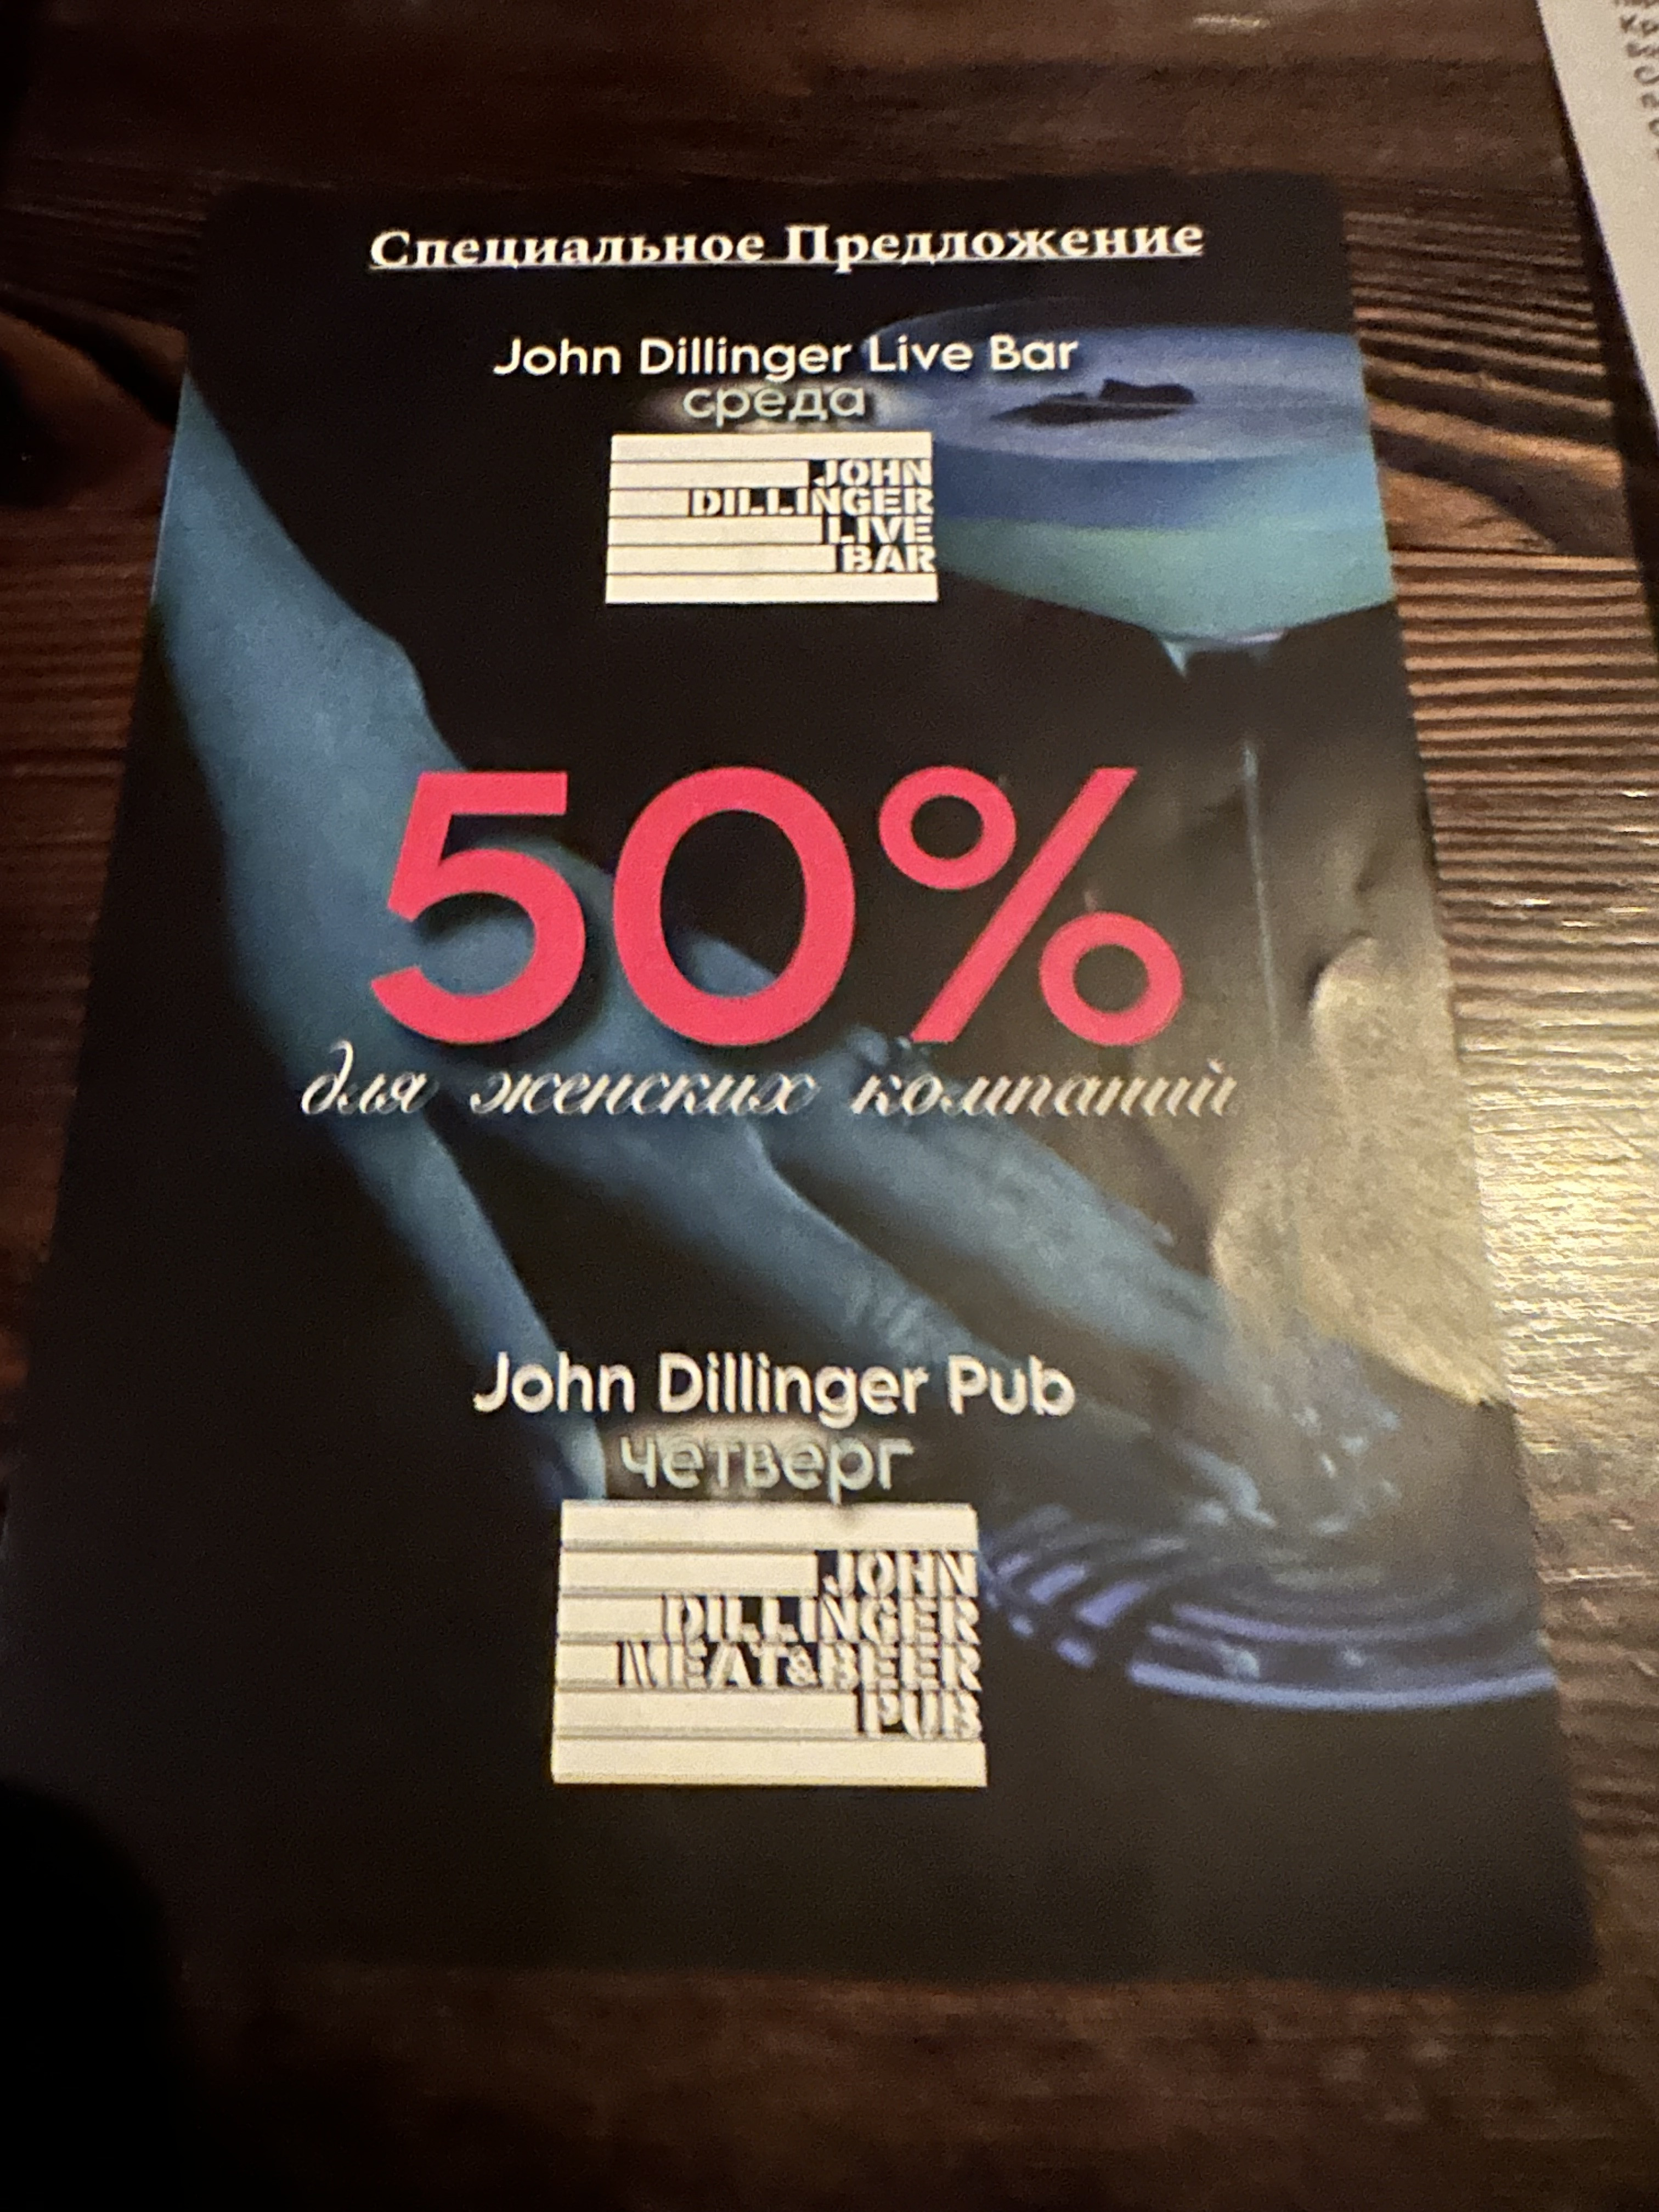 Специальное Предложение
John Dillinger Live Bar
среда
JOHN
DILLINGER
LIVE
BAR
50%
для женских компаний
John Dillinger Pub
четверг
JOHN
DILLINGER
MEAT&BEER
PUB